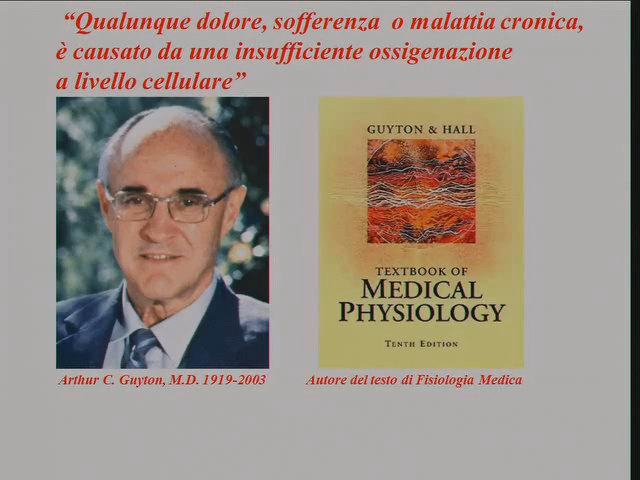 “Qualunque dolore, sofferenza o malattia cronica,
è causato da una insufficiente ossigenazione
a livello cellulare”
GUYTON & HALL
TEXTBOOK OF
MEDICAL
PHYSIOLOGY
TENTH EDITION
Arthur C. Guyton, M.D. 1919-2003
Autore del testo di Fisiologia Medica